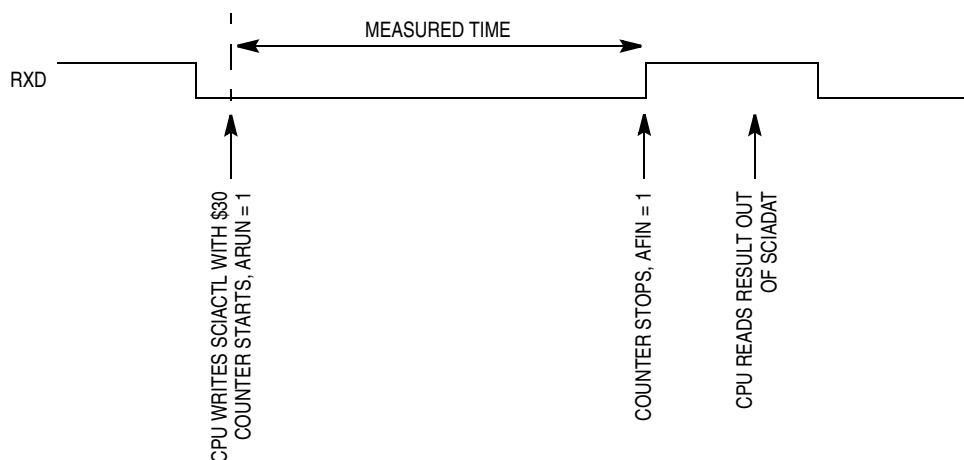 MEASURED TIME
RXD
CPU WRITES SCIACTL WITH $30
COUNTER STARTS, ARUN = 1
COUNTER STOPS, AFIN = 1
CPU READS RESULT OUT
OF SCIADAT